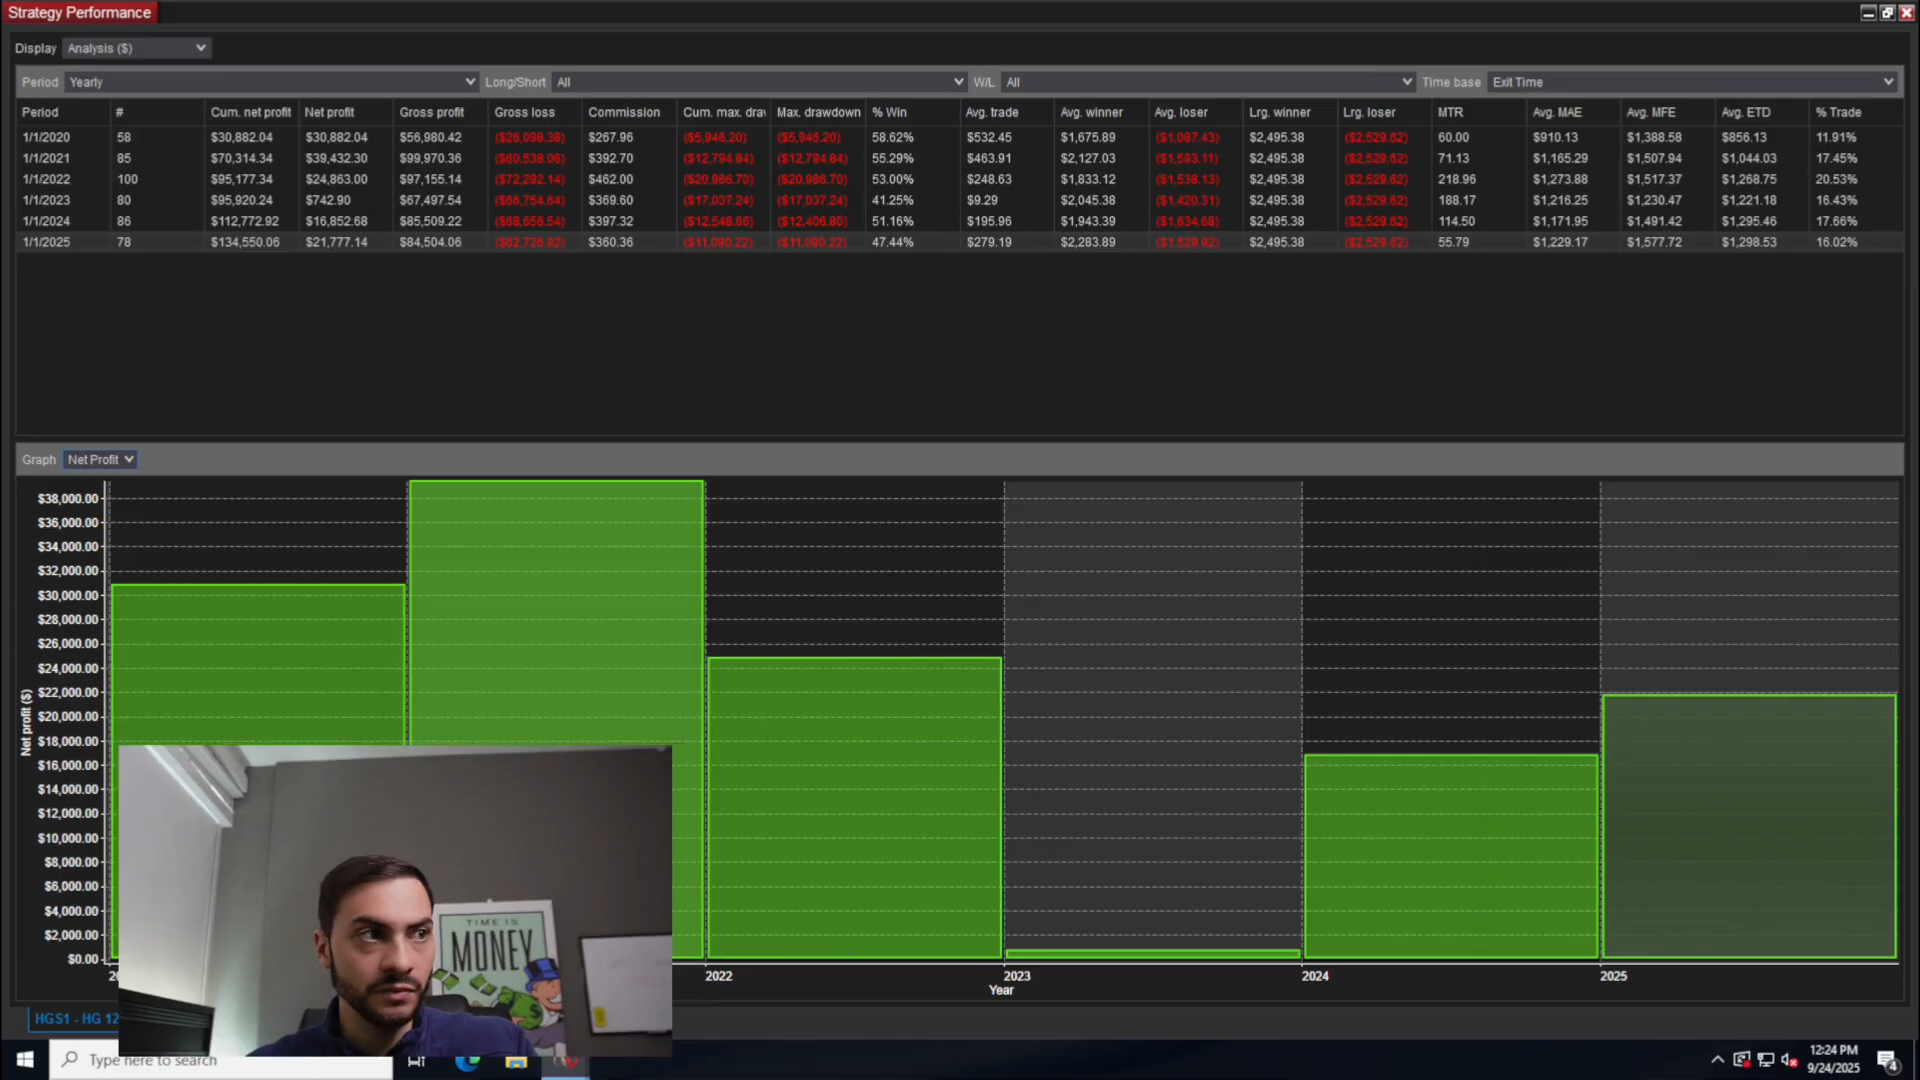 Strategy Performance
Display Analysis ($)
Period Yearly Long/Short All W/L All Time base Exit Time
Period # Cum. net profit Net profit Gross profit Gross loss Commission Cum. max. drav Max. drawdown % Win Avg. trade Avg. winner Avg. loser Lrg. winner Lrg. loser MTR Avg. MAE Avg. MFE Avg. ETD % Trade
1/1/2020 58 $30,882.04 $30,882.04 $56,980.42 ($26,098.38) $267.96 ($5,946.20) ($5,946.20) 58.62% $532.45 $1,675.89 ($1,087.43) $2,495.38 ($2,529.62) 60.00 $910.13 $1,388.58 $856.13 11.91%
1/1/2021 85 $70,314.34 $39,432.30 $99,970.36 ($60,538.06) $392.70 ($12,794.84) ($12,794.84) 55.29% $463.91 $2,127.03 ($1,593.11) $2,495.38 ($2,529.62) 71.13 $1,165.29 $1,507.94 $1,044.03 17.45%
1/1/2022 100 $95,177.34 $24,863.00 $97,155.14 ($72,292.14) $462.00 ($20,986.70) ($20,986.70) 53.00% $248.63 $1,833.12 ($1,538.13) $2,495.38 ($2,529.62) 218.96 $1,273.88 $1,517.37 $1,268.75 20.53%
1/1/2023 80 $95,920.24 $742.90 $67,497.54 ($66,754.64) $369.60 ($17,037.24) ($17,037.24) 41.25% $9.29 $2,045.38 ($1,420.31) $2,495.38 ($2,529.62) 188.17 $1,216.25 $1,230.47 $1,221.18 16.43%
1/1/2024 86 $112,772.92 $16,852.68 $85,509.22 ($68,656.54) $397.32 ($12,548.66) ($12,406.80) 51.16% $195.96 $1,943.39 ($1,634.68) $2,495.38 ($2,529.62) 114.50 $1,171.95 $1,491.42 $1,295.46 17.66%
1/1/2025 78 $134,550.06 $21,777.14 $84,504.06 ($62,726.92) $360.36 ($11,090.22) ($11,090.22) 47.44% $279.19 $2,283.89 ($1,529.92) $2,495.38 ($2,529.62) 55.79 $1,229.17 $1,577.72 $1,298.53 16.02%
Graph Net Profit
$38,000.00
$36,000.00
$34,000.00
$32,000.00
$30,000.00
$28,000.00
$26,000.00
$24,000.00
$22,000.00
$20,000.00
$18,000.00
$16,000.00
$14,000.00
$12,000.00
$10,000.00
$8,000.00
$6,000.00
$4,000.00
$2,000.00
$0.00
Net profit ($)
2022 2023 2024 2025
Year
TIME IS
MONEY
HGS1 - HG 12
Type here to search
12:24 PM
9/24/2025
4